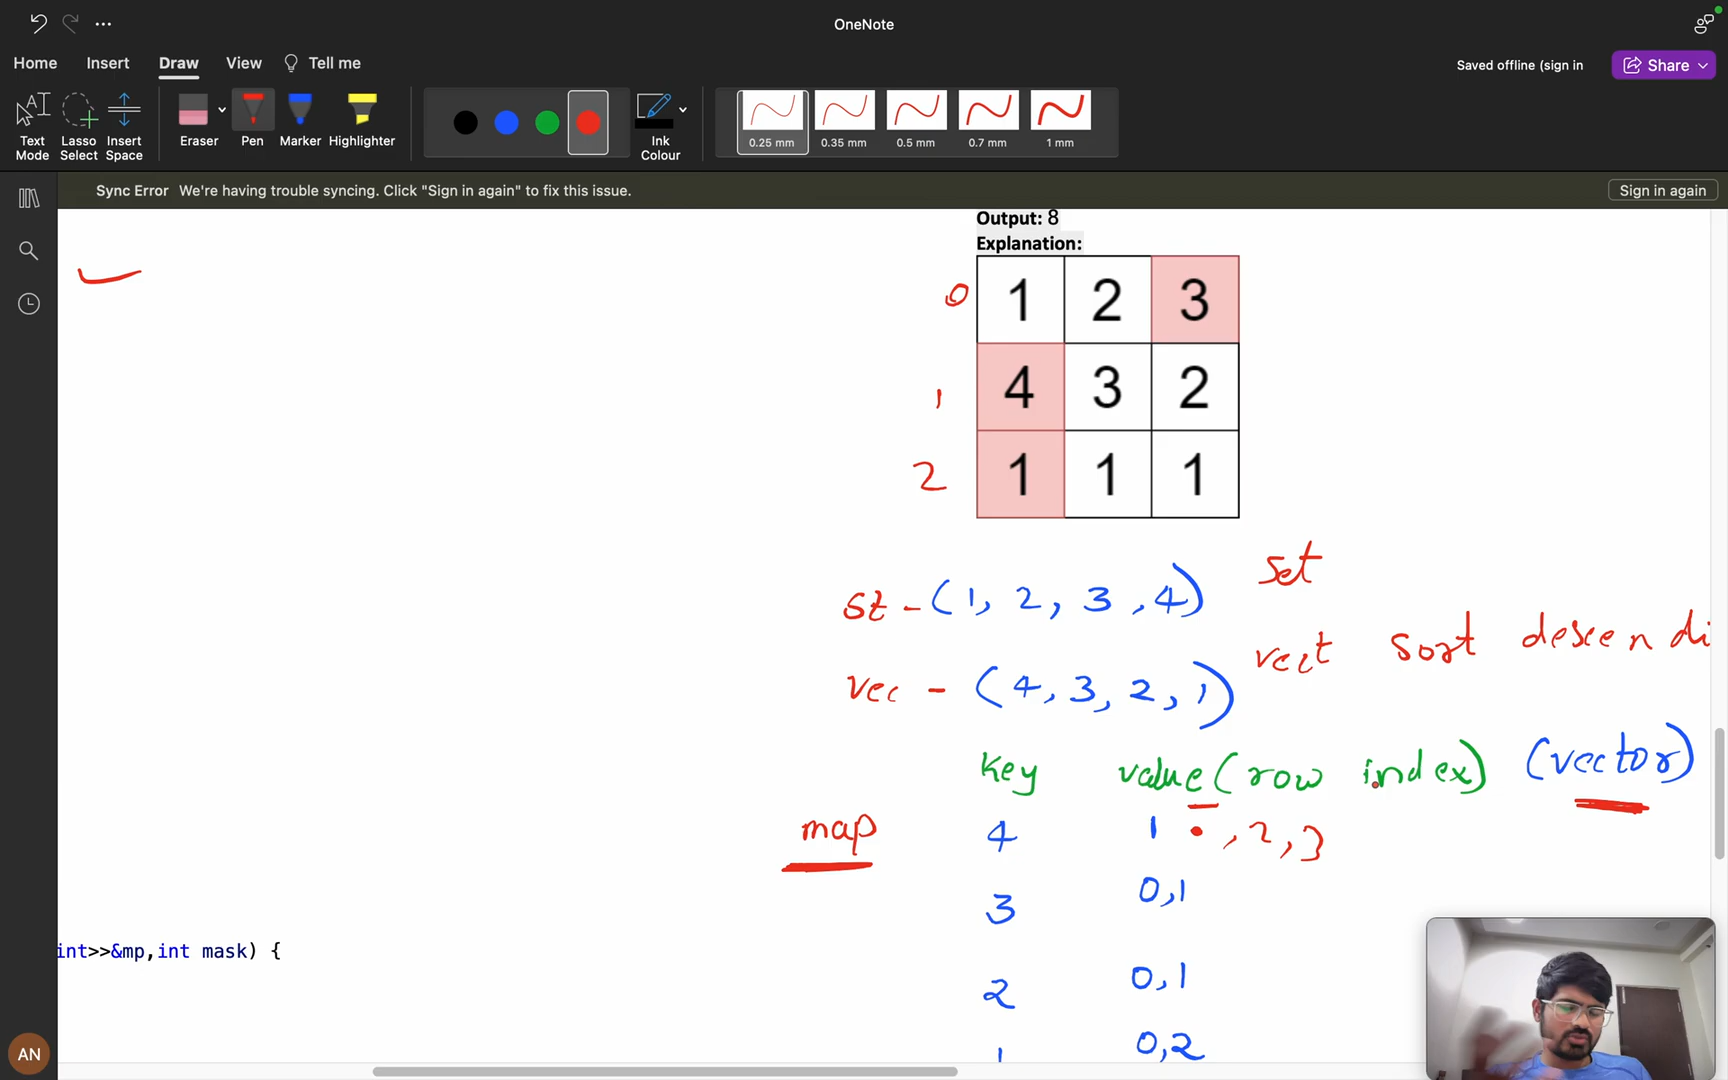 OneNote
Home Insert Draw View Tell me
Saved offline (sign in
Share
Text Mode
Lasso Select
Insert Space
Eraser
Pen
Marker
Highlighter
Ink Colour
0.25 mm
0.35 mm
0.5 mm
0.7 mm
1 mm
Sync Error We're having trouble syncing. Click "Sign in again" to fix this issue.
Sign in again
Output: 8
Explanation:
0 1 2 3
1 4 3 2
2 1 1 1
set
st - (1, 2, 3, 4)
vect sort descendi
vec - (4, 3, 2, 1)
key value (row index) (vector)
map 4 1 , 2, 3
3 0,1
int>>&mp,int mask) {
2 0,1
1 0,2
AN